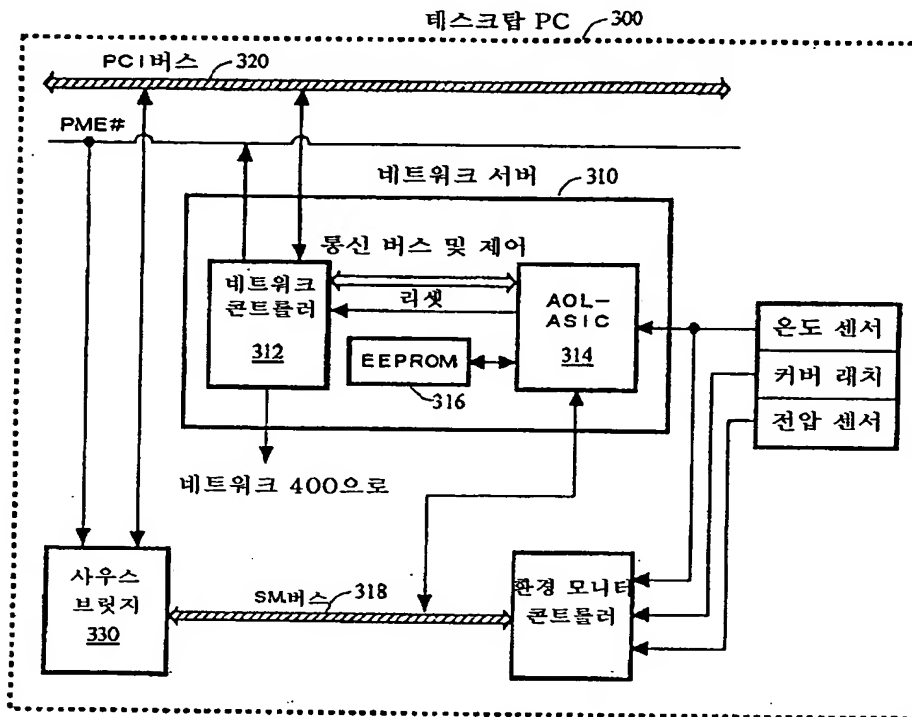 테스크탑 PC 300
PCI버스 320
PME#
네트워크 서버 310
통신 버스 및 제어
네트워크
콘트롤러
312
리셋
AOL-
ASIC
314
EEPROM
316
온도 센서
커버 래치
전압 센서
네트워크 400으로
사우스
브릿지
330
SM버스 318
환경 모니터
콘트롤러